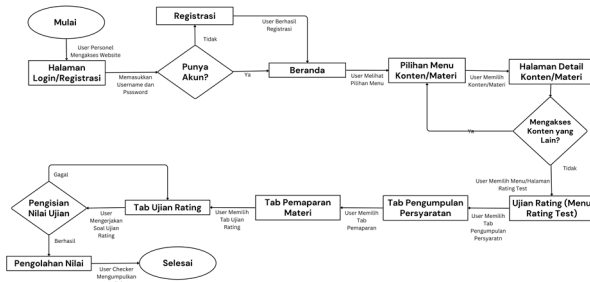 Mulai
Registrasi
User Berhasil
Registrasi
Tidak
User Personel
Mengakses Website
Halaman
Login/Registrasi
Memasukkan
Username dan
Pssword
Punya
Akun?
Ya
Beranda
User Melihat
Pilihan Menu
Pilihan Menu
Konten/Materi
User Memilih
Konten/Materi
Halaman Detail
Konten/Materi
Mengakses
Konten yang
Lain?
Ya
Tidak
User Memilih Menu/Halaman
Rating Test
Ujian Rating (Menu
Rating Test)
User Memilih
Tab
Pengumpulan
Persyaratn
Tab Pengumpulan
Persyaratan
User Memilih
Tab
Pemaparan
Tab Pemaparan
Materi
User Memilih
Tab Ujian
Rating
Tab Ujian Rating
User
Mengerjakan
Soal Ujian
Rating
Gagal
Pengisian
Nilai Ujian
Berhasil
Pengolahan Nilai
User Checker
Mengumpulkan
Selesai